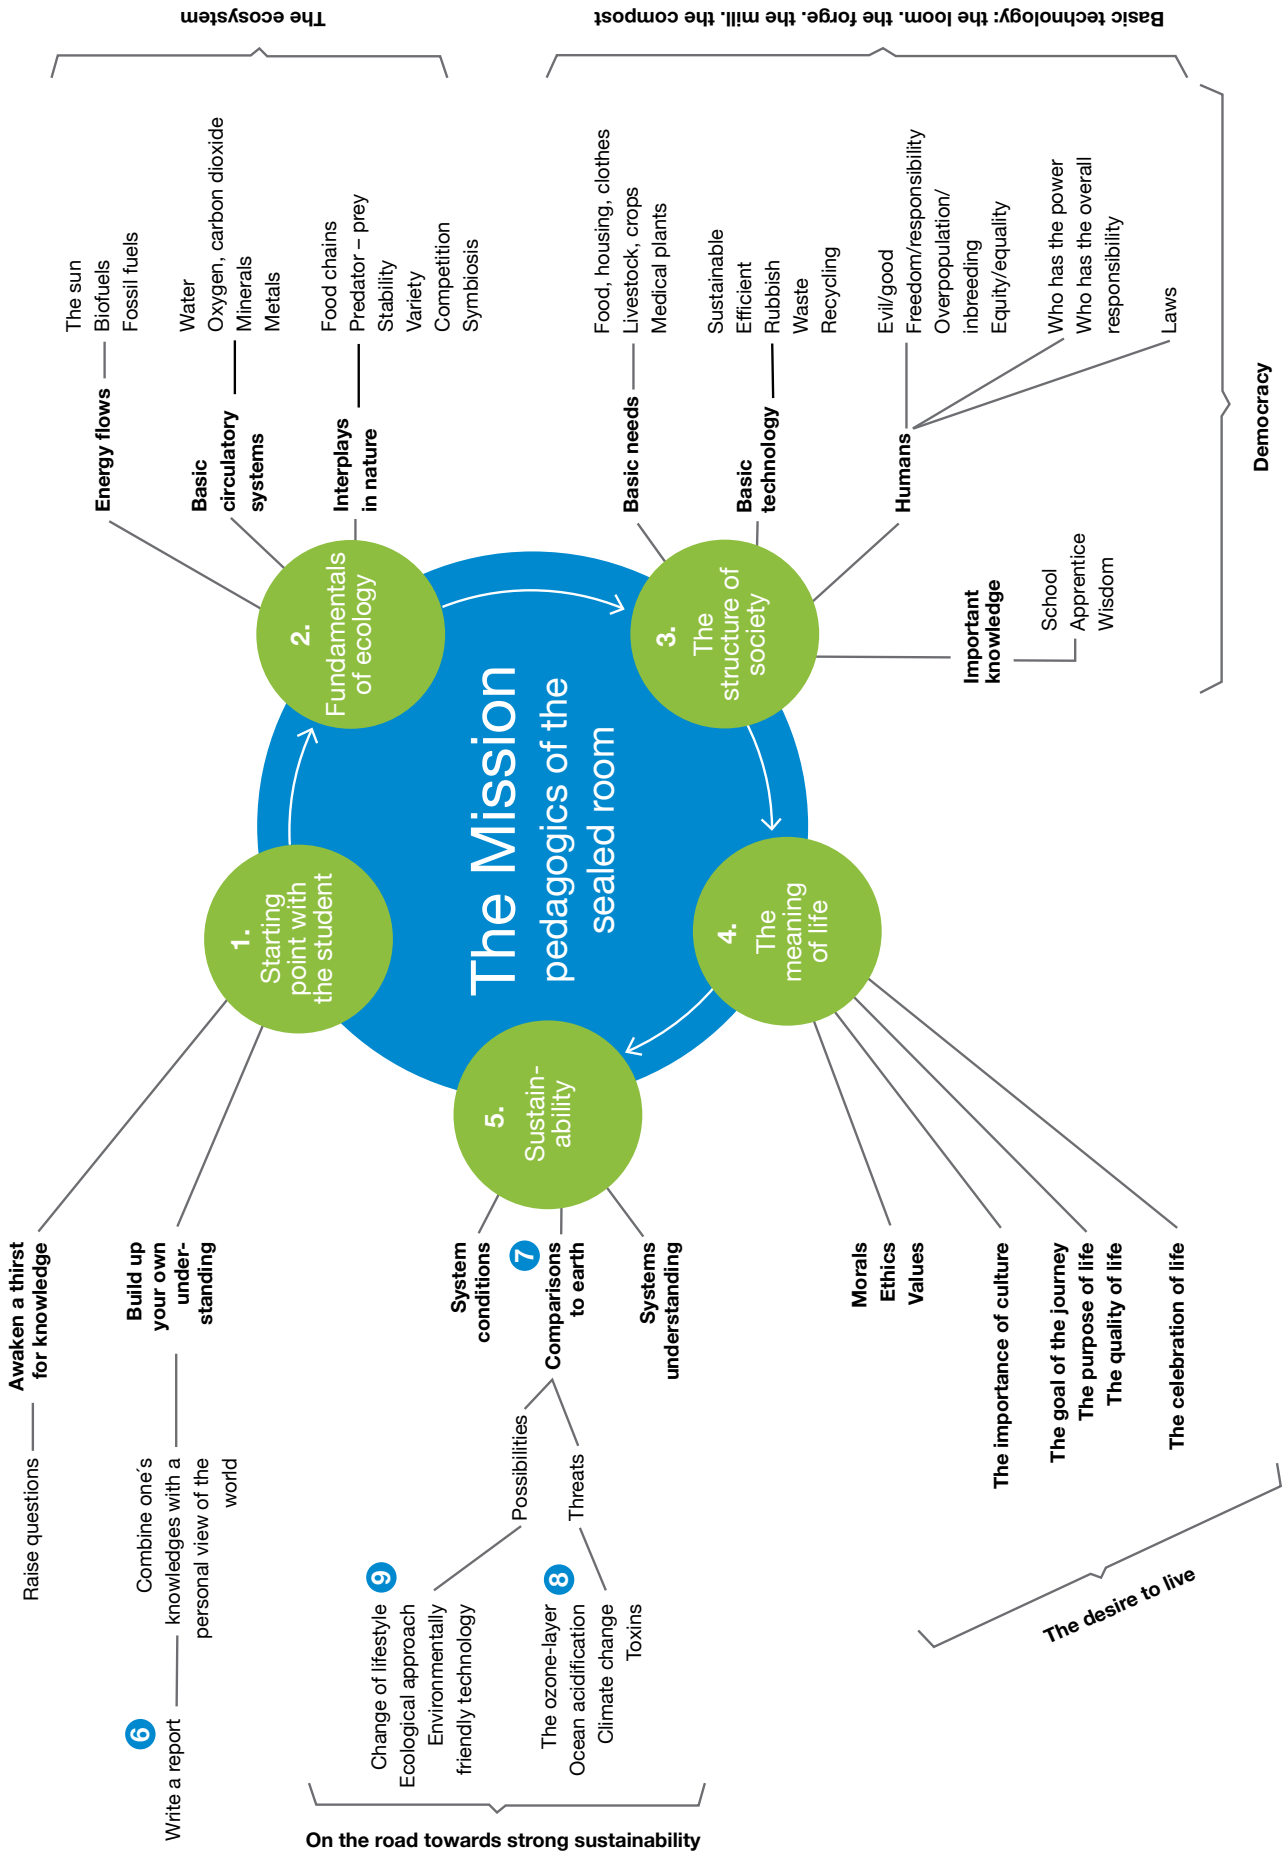 The Mission
pedagogics of the
sealed room
1.
Starting
point with
the student
Awaken a thirst
for knowledge
Raise questions
Build up
your own
under-
standing
Combine one´s
knowledges with a
personal view of the
world
6
Write a report
2.
Fundamentals
of ecology
Energy flows
The sun
Biofuels
Fossil fuels
Basic
circulatory
systems
Water
Oxygen, carbon dioxide
Minerals
Metals
Interplays
in nature
Food chains
Predator – prey
Stability
Variety
Competition
Symbiosis
The ecosystem
3.
The
structure of
society
Basic needs
Food, housing, clothes
Livestock, crops
Medical plants
Basic
technology
Sustainable
Efficient
Rubbish
Waste
Recycling
Humans
Evil/good
Freedom/responsibility
Overpopulation/
inbreeding
Equity/equality
Who has the power
Who has the overall
responsibility
Laws
Important
knowledge
School
Apprentice
Wisdom
Basic technology: the loom. the forge. the mill. the compost
Democracy
4.
The
meaning
of life
Morals
Ethics
Values
The importance of culture
The goal of the journey
The purpose of life
The quality of life
The celebration of life
The desire to live
5.
Sustain-
ability
System
conditions
7
Comparisons
to earth
Systems
understanding
Possibilities
9
Change of lifestyle
Ecological approach
Environmentally
friendly technology
Threats
8
The ozone-layer
Ocean acidification
Climate change
Toxins
On the road towards strong sustainability